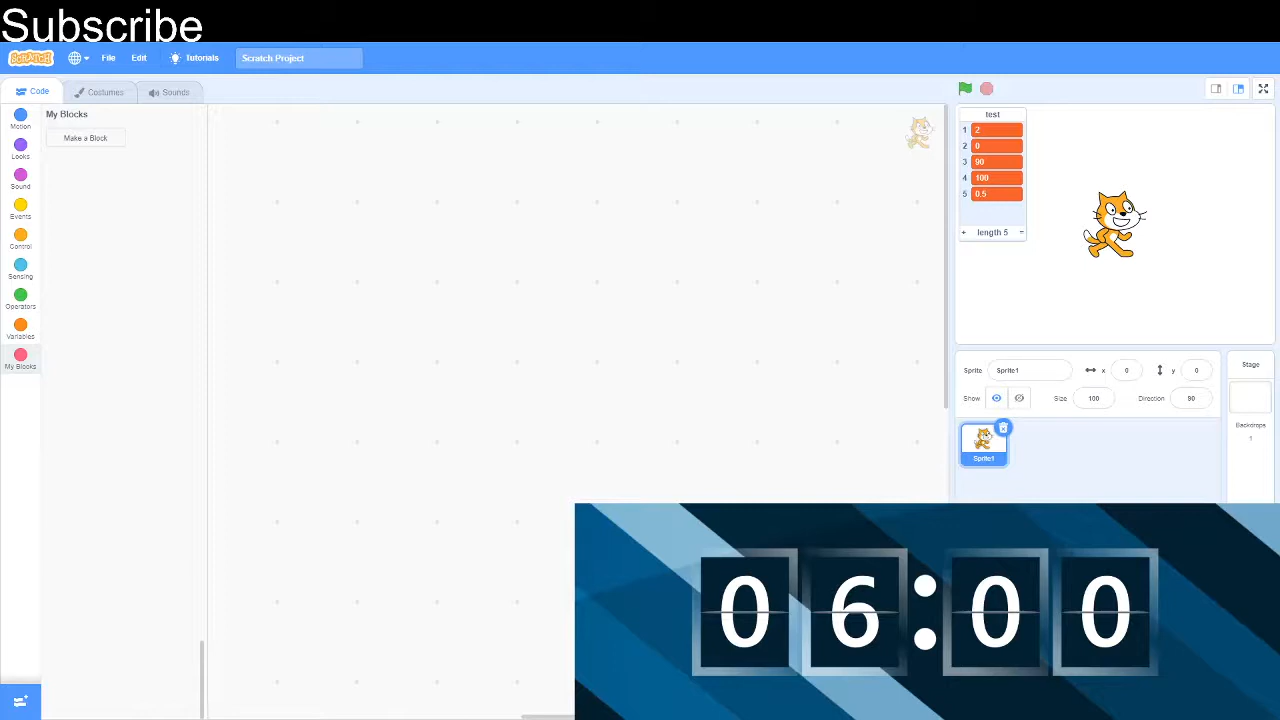 Subscribe
SCRATCH
File
Edit
Tutorials
Scratch Project
Code
Costumes
Sounds
Motion
Looks
Sound
Events
Control
Sensing
Operators
Variables
My Blocks
My Blocks
Make a Block
test
1 2
2 0
3 90
4 100
5 0.5
+ length 5 =
Sprite
Sprite1
x
0
y
0
Show
Size
100
Direction
90
Sprite1
Stage
Backdrops
1
06:00